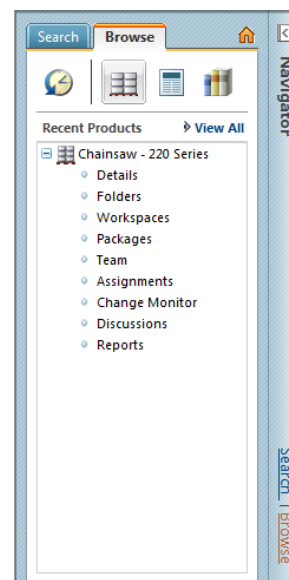 Search Browse
Recent Products View All
Chainsaw - 220 Series
Details
Folders
Workspaces
Packages
Team
Assignments
Change Monitor
Discussions
Reports
Navigator
Search | Browse